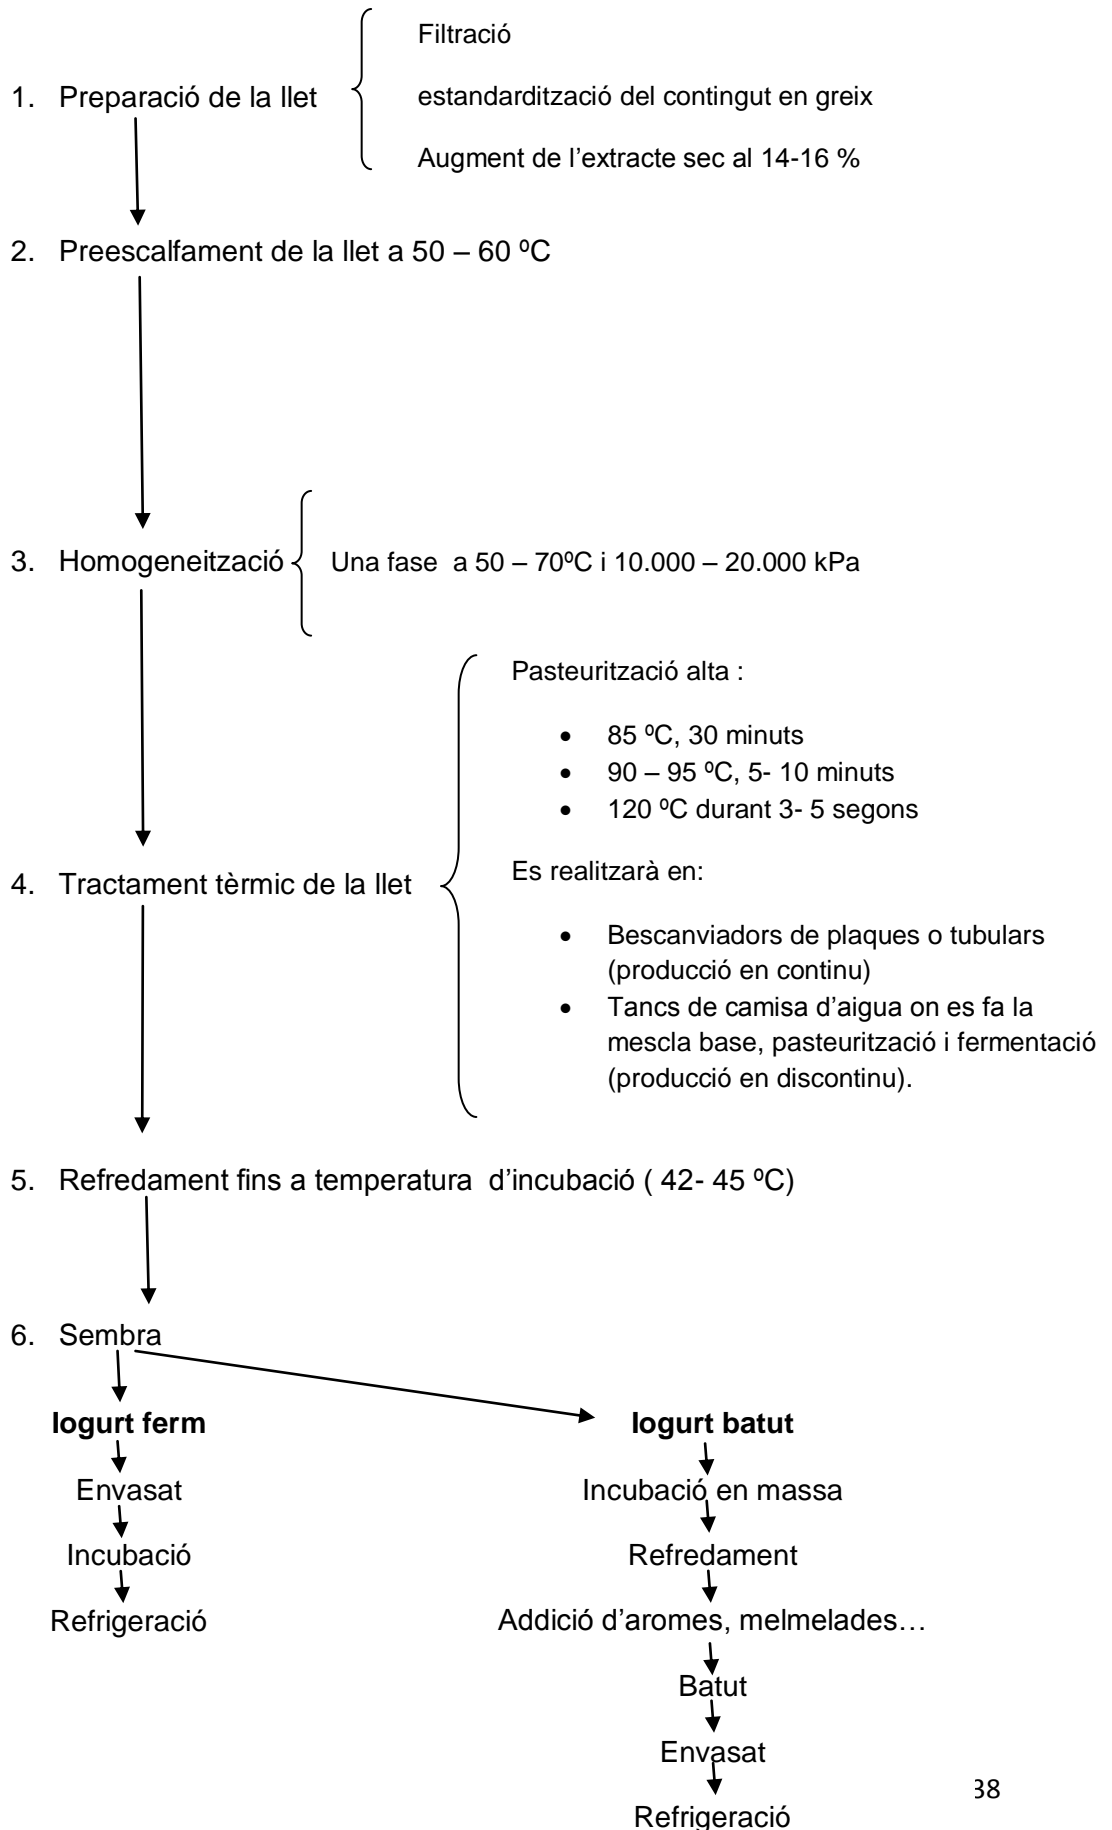 Filtració
1. Preparació de la llet
estandardització del contingut en greix
Augment de l’extracte sec al 14-16 %
2. Preescalfament de la llet a 50 – 60 ºC
3. Homogeneització
Una fase a 50 – 70ºC i 10.000 – 20.000 kPa
Pasteurització alta :
• 85 ºC, 30 minuts
• 90 – 95 ºC, 5- 10 minuts
• 120 ºC durant 3- 5 segons
4. Tractament tèrmic de la llet
Es realitzarà en:
• Bescanviadors de plaques o tubulars
(producció en continu)
• Tancs de camisa d’aigua on es fa la
mescla base, pasteurització i fermentació
(producció en discontinu).
5. Refredament fins a temperatura d’incubació ( 42- 45 ºC)
6. Sembra
Iogurt ferm
Envasat
Incubació
Refrigeració
Iogurt batut
Incubació en massa
Refredament
Addició d’aromes, melmelades…
Batut
Envasat
Refrigeració
38